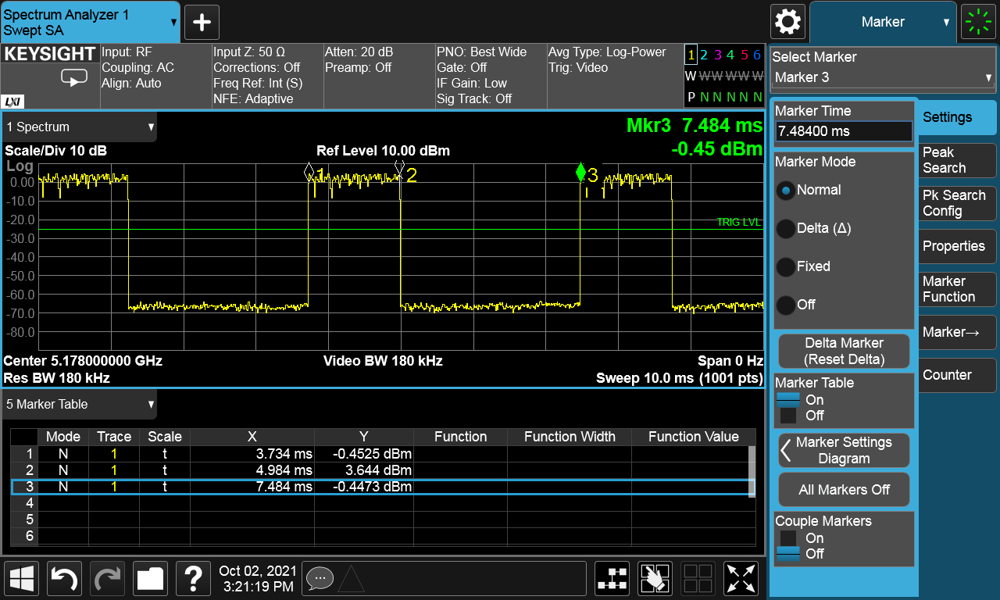 Spectrum Analyzer 1
Swept SA
+
Marker
KEYSIGHT
LXI
Input: RF
Coupling: AC
Align: Auto
Input Z: 50 Ω
Corrections: Off
Freq Ref: Int (S)
NFE: Adaptive
Atten: 20 dB
Preamp: Off
PNO: Best Wide
Gate: Off
IF Gain: Low
Sig Track: Off
Avg Type: Log-Power
Trig: Video
1 2 3 4 5 6
W W W W W W
P N N N N N
Select Marker
Marker 3
1 Spectrum
Mkr3 7.484 ms
-0.45 dBm
Scale/Div 10 dB
Ref Level 10.00 dBm
Log
0.00
-10.0
-20.0
-30.0
-40.0
-50.0
-60.0
-70.0
-80.0
1
2
3
TRIG LVL
Center 5.178000000 GHz
Video BW 180 kHz
Span 0 Hz
Res BW 180 kHz
Sweep 10.0 ms (1001 pts)
5 Marker Table
Mode Trace Scale X Y Function Function Width Function Value
1 N 1 t 3.734 ms -0.4525 dBm
2 N 1 t 4.984 ms 3.644 dBm
3 N 1 t 7.484 ms -0.4473 dBm
4
5
6
Marker Time
7.48400 ms
Marker Mode
Normal
Delta (Δ)
Fixed
Off
Delta Marker
(Reset Delta)
Marker Table
On
Off
Marker Settings
Diagram
All Markers Off
Couple Markers
On
Off
Settings
Peak
Search
Pk Search
Config
Properties
Marker
Function
Marker→
Counter
?
Oct 02, 2021
3:21:19 PM